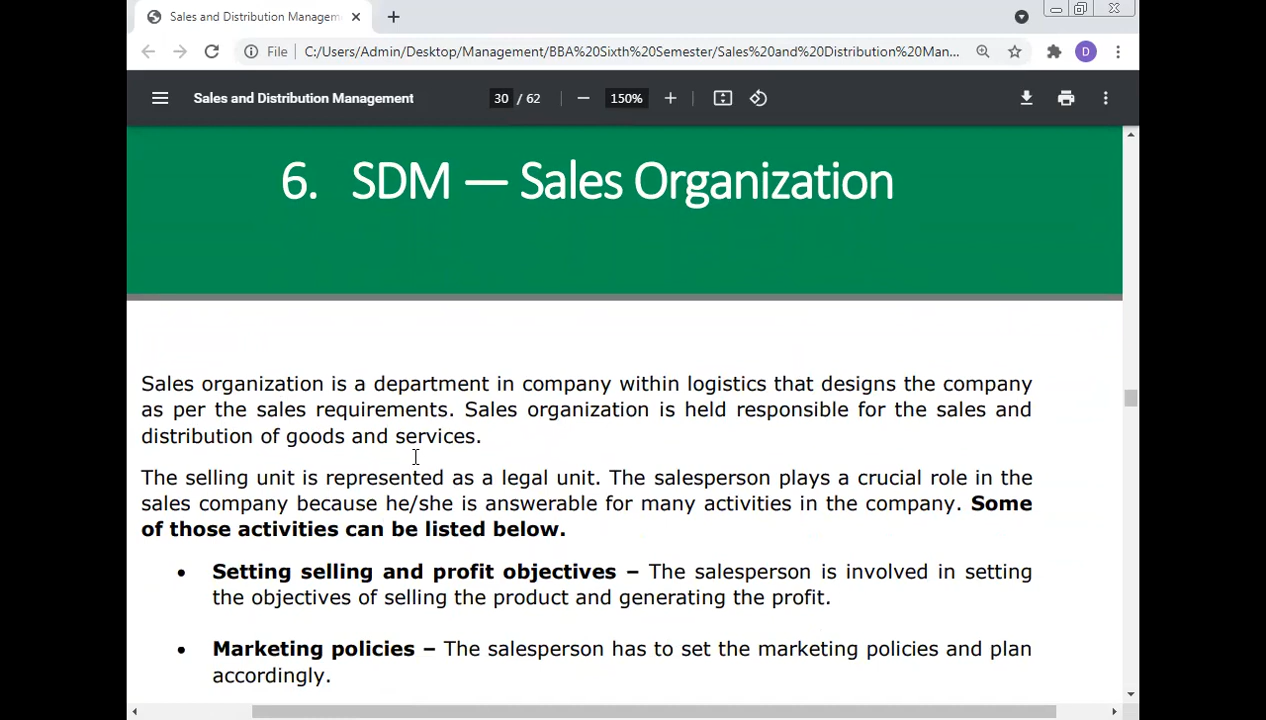 Sales and Distribution Managem
File C:/Users/Admin/Desktop/Management/BBA%20Sixth%20Semester/Sales%20and%20Distribution%20Man... D
Sales and Distribution Management 30 / 62 150%
6. SDM — Sales Organization
Sales organization is a department in company within logistics that designs the company
as per the sales requirements. Sales organization is held responsible for the sales and
distribution of goods and services.
The selling unit is represented as a legal unit. The salesperson plays a crucial role in the
sales company because he/she is answerable for many activities in the company. Some
of those activities can be listed below.
• Setting selling and profit objectives – The salesperson is involved in setting
the objectives of selling the product and generating the profit.
• Marketing policies – The salesperson has to set the marketing policies and plan
accordingly.